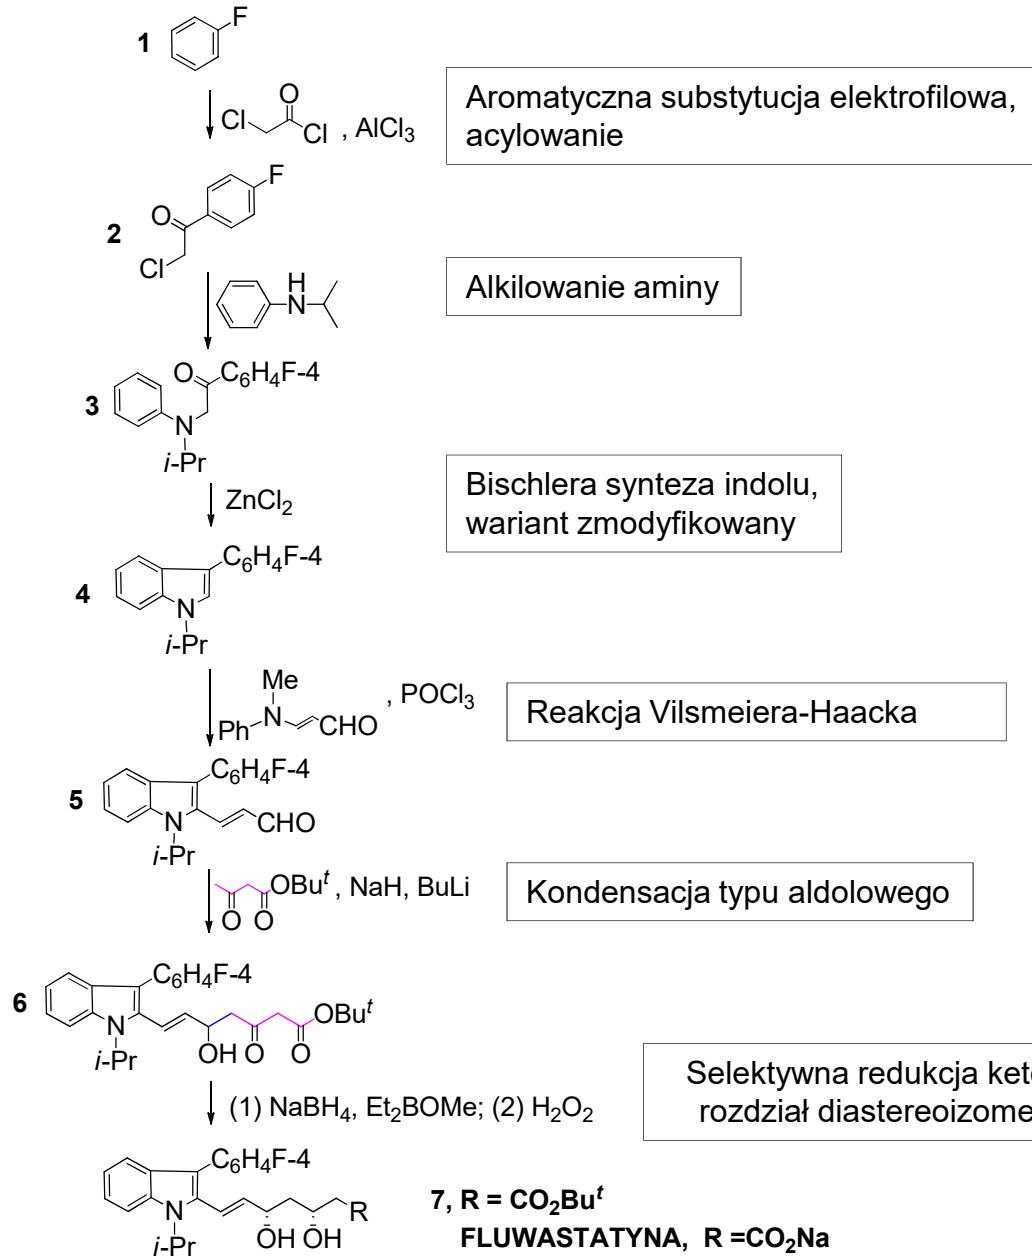 1
F
Cl
O
Cl
, AlCl₃
Aromatyczna substytucja elektrofilowa,
acylowanie
2
O
F
Cl
H
N
Alkilowanie aminy
3
O
C₆H₄F-4
N
i-Pr
ZnCl₂
Bischlera synteza indolu,
wariant zmodyfikowany
4
C₆H₄F-4
N
i-Pr
Me
Ph
N
CHO
, POCl₃
Reakcja Vilsmeiera-Haacka
5
C₆H₄F-4
N
CHO
i-Pr
O
O
OBuᵗ, NaH, BuLi
Kondensacja typu aldolowego
6
C₆H₄F-4
N
i-Pr
OH
O
O
OBuᵗ
(1) NaBH₄, Et₂BOMe; (2) H₂O₂
Selektywna redukcja
rozdział
C₆H₄F-4
N
i-Pr
OH
OH
R
7, R = CO₂Buᵗ
FLUWASTATYNA, R =CO₂Na